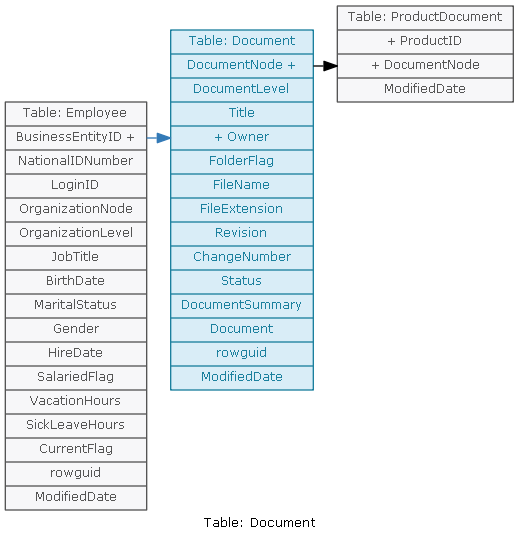 Table: Employee
BusinessEntityID +
NationalIDNumber
LoginID
OrganizationNode
OrganizationLevel
JobTitle
BirthDate
MaritalStatus
Gender
HireDate
SalariedFlag
VacationHours
SickLeaveHours
CurrentFlag
rowguid
ModifiedDate
Table: Document
DocumentNode +
DocumentLevel
Title
+ Owner
FolderFlag
FileName
FileExtension
Revision
ChangeNumber
Status
DocumentSummary
Document
rowguid
ModifiedDate
Table: ProductDocument
+ ProductID
+ DocumentNode
ModifiedDate
Table: Document